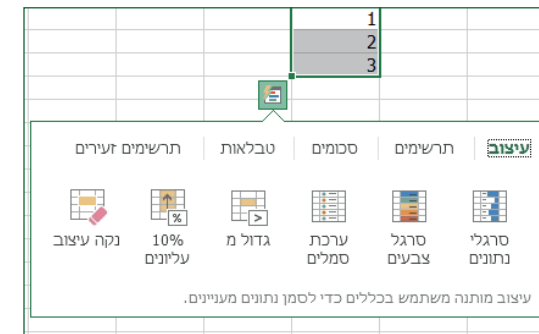 1
2
3
עיצוב תרשימים סכומים טבלאות תרשימים זעירים
סרגלי נתונים
סרגל צבעים
ערכת סמלים
גדול מ
10% עליונים
נקה עיצוב
עיצוב מותנה משתמש בכללים כדי לסמן נתונים מעניינים.